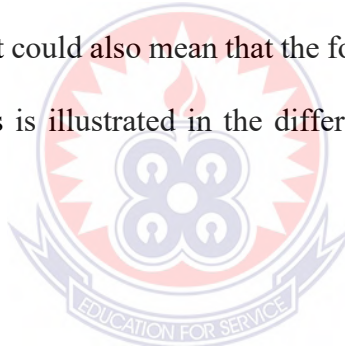 t could also mean that the fo
s is illustrated in the differ
EDUCATION FOR SERVICE